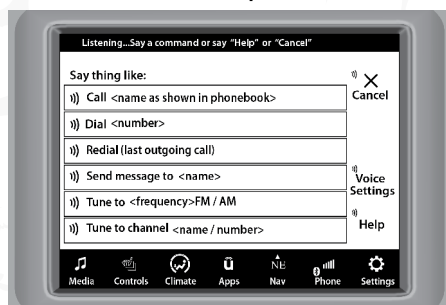 Listening...Say a command or say "Help" or "Cancel"
Say thing like:
Call <name as shown in phonebook>
Dial <number>
Redial (last outgoing call)
Send message to <name>
Tune to <frequency>FM / AM
Tune to channel <name / number>
Cancel
Voice
Settings
Help
ü
NE
Media Controls Climate Apps Nav Phone Settings